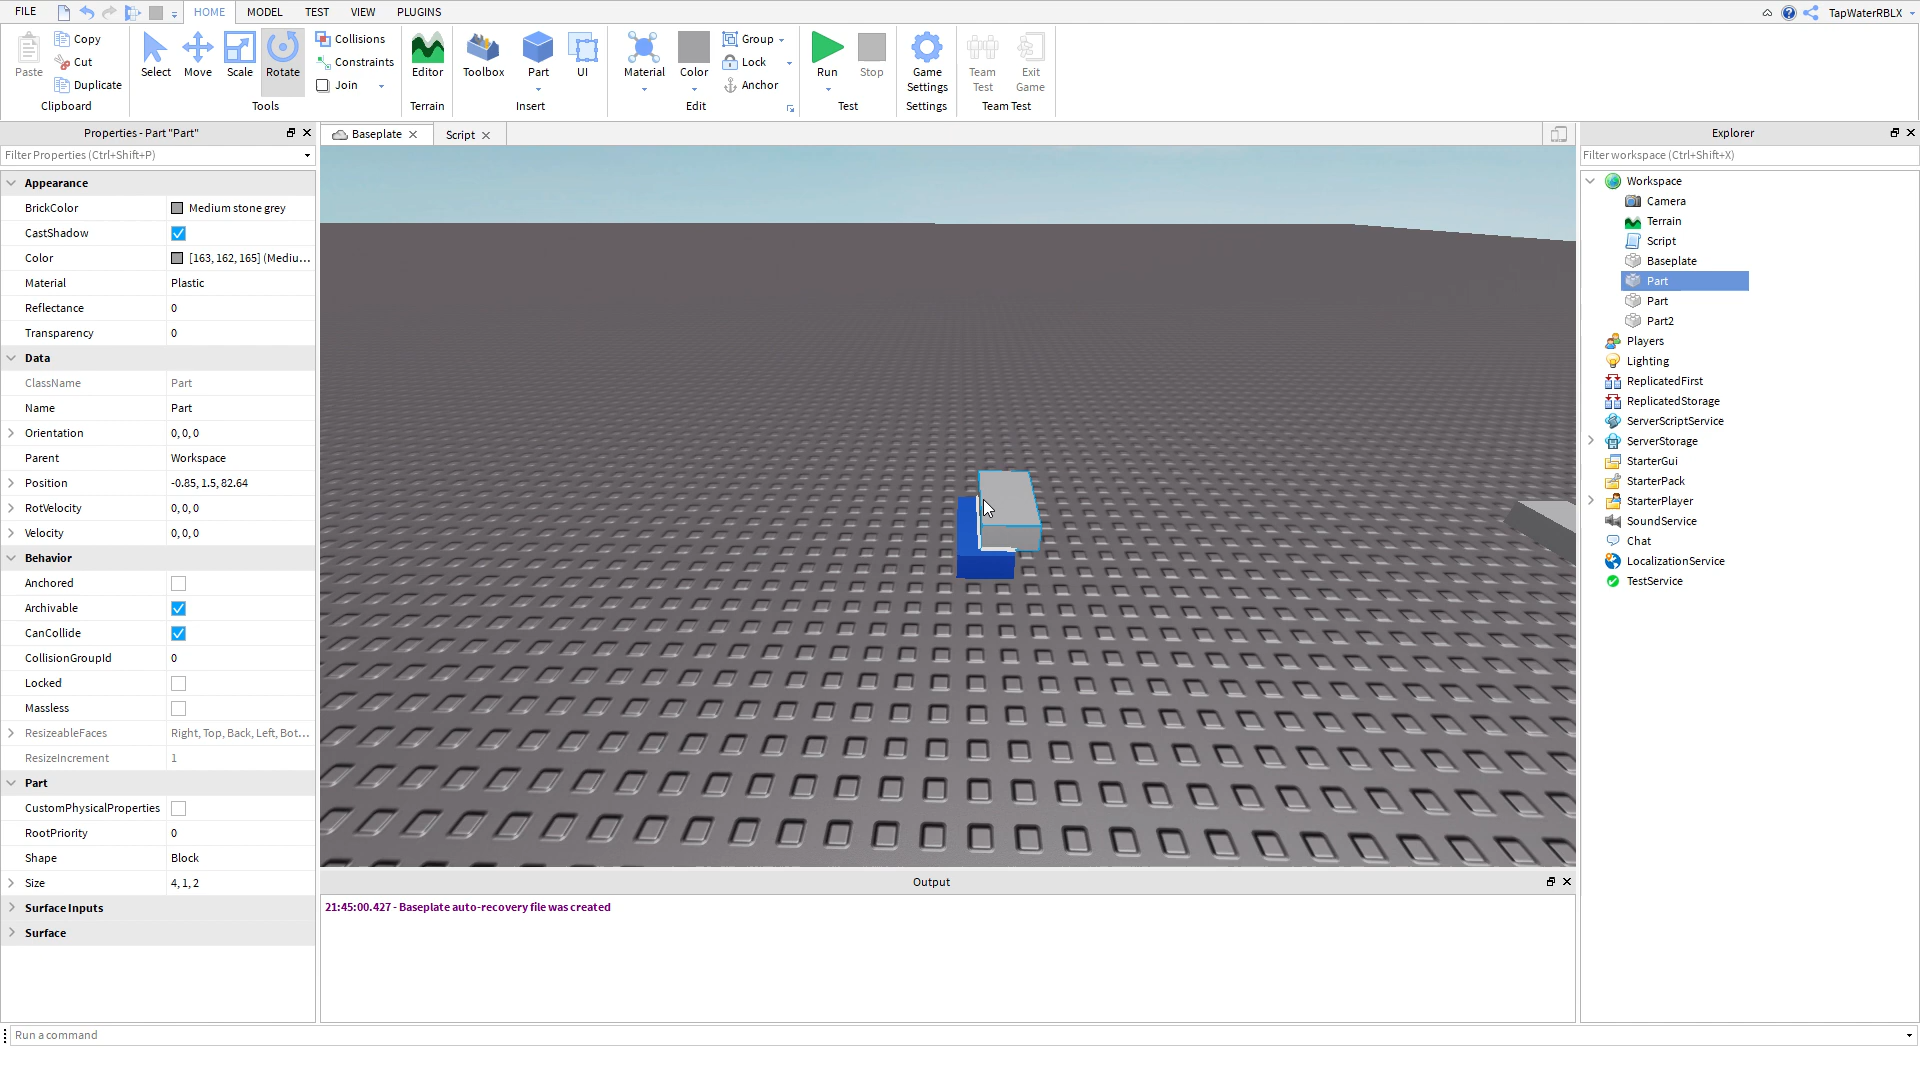 FILE HOME MODEL TEST VIEW PLUGINS TapWaterRBLX
Paste Copy Cut Duplicate Clipboard
Select Move Scale Rotate Collisions Constraints Join Tools
Editor Terrain
Toolbox Part UI Insert
Material Color Group Lock Anchor Edit
Run Stop Test
Game Settings Settings
Team Test Exit Game Team Test
Properties - Part "Part"
Filter Properties (Ctrl+Shift+P)
Appearance
BrickColor Medium stone grey
CastShadow
Color [163, 162, 165] (Mediu...
Material Plastic
Reflectance 0
Transparency 0
Data
ClassName Part
Name Part
Orientation 0, 0, 0
Parent Workspace
Position -0.85, 1.5, 82.64
RotVelocity 0, 0, 0
Velocity 0, 0, 0
Behavior
Anchored
Archivable
CanCollide
CollisionGroupId 0
Locked
Massless
ResizeableFaces Right, Top, Back, Left, Bot...
ResizeIncrement 1
Part
CustomPhysicalProperties
RootPriority 0
Shape Block
Size 4, 1, 2
Surface Inputs
Surface
Baseplate Script
Output
21:45:00.427 - Baseplate auto-recovery file was created
Explorer
Filter workspace (Ctrl+Shift+X)
Workspace
Camera
Terrain
Script
Baseplate
Part
Part
Part2
Players
Lighting
ReplicatedFirst
ReplicatedStorage
ServerScriptService
ServerStorage
StarterGui
StarterPack
StarterPlayer
SoundService
Chat
LocalizationService
TestService
Run a command